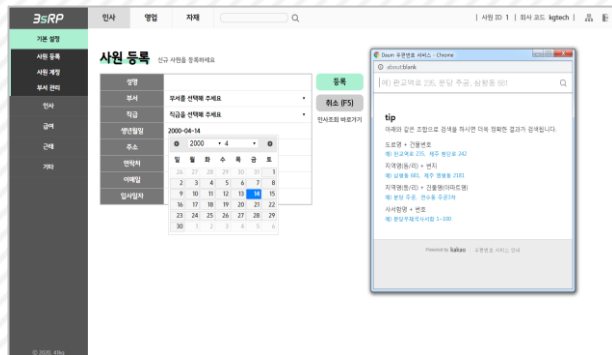 3sRP
인사 영업 자재
| 사원 ID 1 | 회사 코드 kgtech |
기본 설정
사원 등록
사원 계정
부서 관리
인사
급여
근태
기타
© 2020. 4Tea
사원 등록 신규 사원을 등록하세요
성명
부서 부서를 선택해 주세요
직급 직급을 선택해 주세요
생년월일 2000-04-14
주소
연락처
이메일
입사일자
2000 4
일 월 화 수 목 금 토
26 27 28 29 30 31 1
2 3 4 5 6 7 8
9 10 11 12 13 14 15
16 17 18 19 20 21 22
23 24 25 26 27 28 29
30 1 2 3 4 5 6
등록
취소 (F5)
인사조회 바로가기
Daum 우편번호 서비스 - Chrome
about:blank
예) 판교역로 235, 분당 주공, 삼평동 681
tip
아래와 같은 조합으로 검색을 하시면 더욱 정확한 결과가 검색됩니다.
도로명 + 건물번호
예) 판교역로 235, 제주 첨단로 242
지역명(동/리) + 번지
예) 삼평동 681, 제주 영평동 2181
지역명(동/리) + 건물명(아파트명)
예) 분당 주공, 연수동 주공3차
사서함명 + 번호
예) 분당우체국사서함 1~100
Powered by kakao 우편번호 서비스 안내